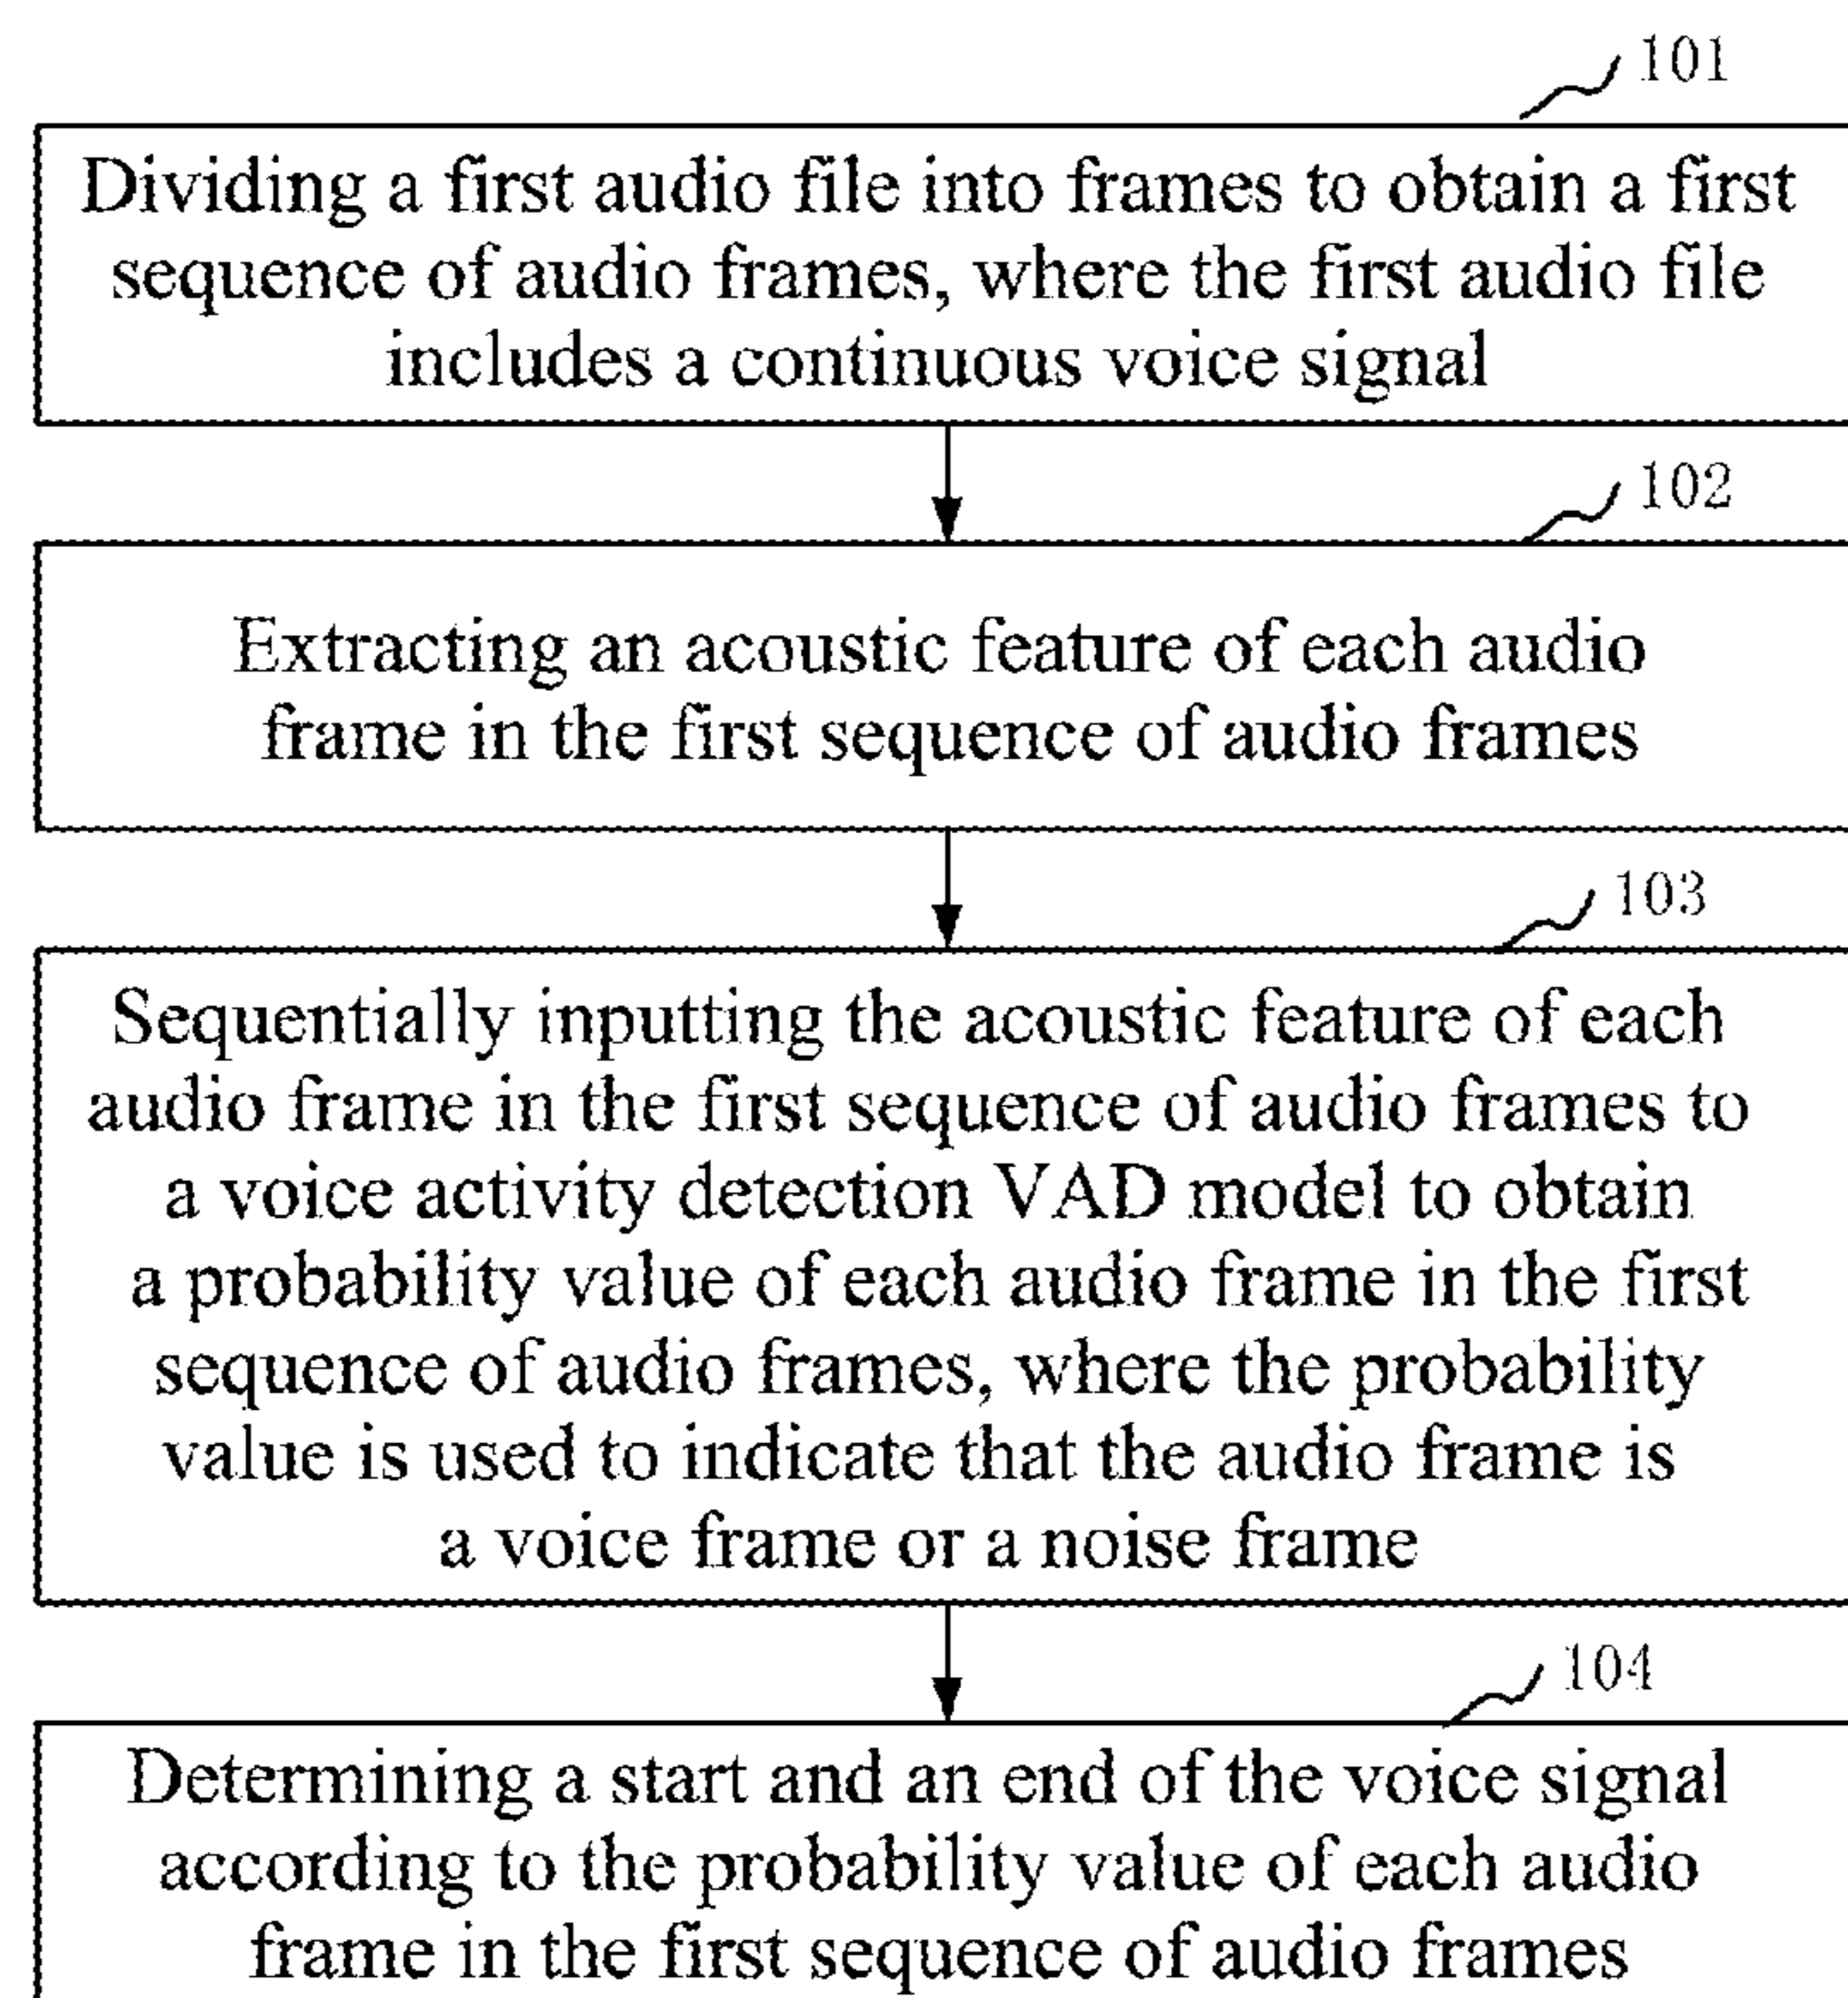 101
Dividing a first audio file into frames to obtain a first
sequence of audio frames, where the first audio file
includes a continuous voice signal
102
Extracting an acoustic feature of each audio
frame in the first sequence of audio frames
103
Sequentially inputting the acoustic feature of each
audio frame in the first sequence of audio frames to
a voice activity detection VAD model to obtain
a probability value of each audio frame in the first
sequence of audio frames, where the probability
value is used to indicate that the audio frame is
a voice frame or a noise frame
104
Determining a start and an end of the voice signal
according to the probability value of each audio
frame in the first sequence of audio frames